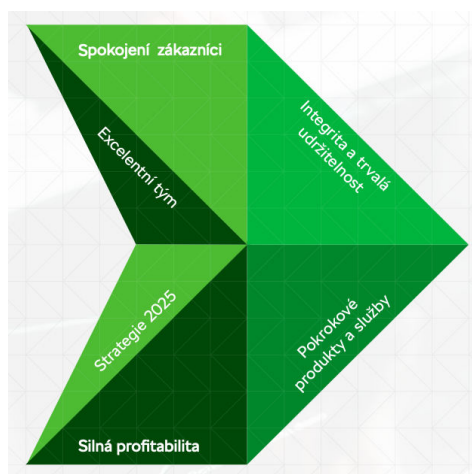 Spokojení zákazníci
Excelentní tým
Integrita a trvalá
udržitelnost
Strategie 2025
Pokrokové
produkty a služby
Silná profitabilita